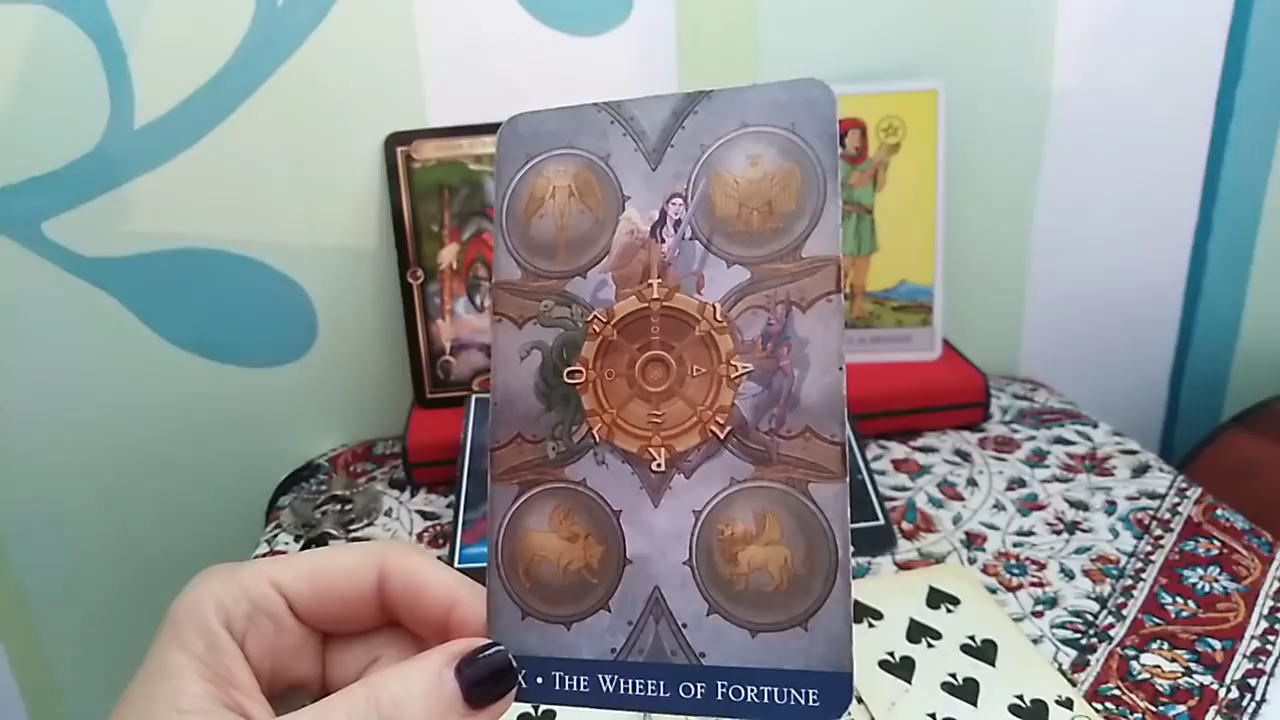 T
A
R
O
X • THE WHEEL OF FORTUNE